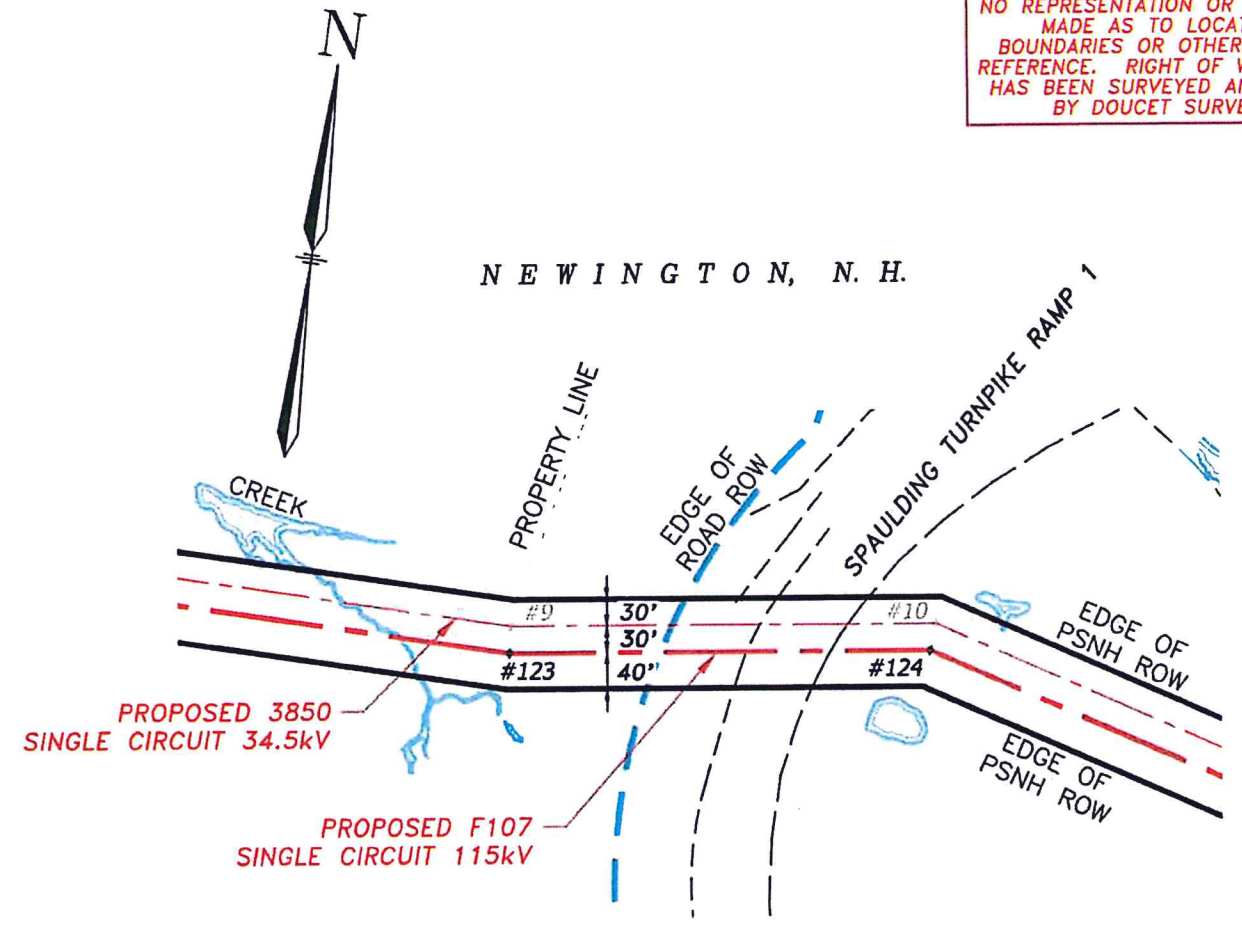 N
NO REPRESENTATION OR
MADE AS TO
BOUNDARIES OR OTHER
REFERENCE. RIGHT OF
HAS BEEN SURVEYED
BY DOUCET
NEWINGTON, N.H.
SPAULDING TURNPIKE RAMP 1
PROPERTY LINE
EDGE OF
ROAD ROW
CREEK
#9
30'
#10
30'
#123
40'
#124
EDGE OF
PSNH ROW
EDGE OF
PSNH ROW
PROPOSED 3850
SINGLE CIRCUIT 34.5kV
PROPOSED F107
SINGLE CIRCUIT 115kV